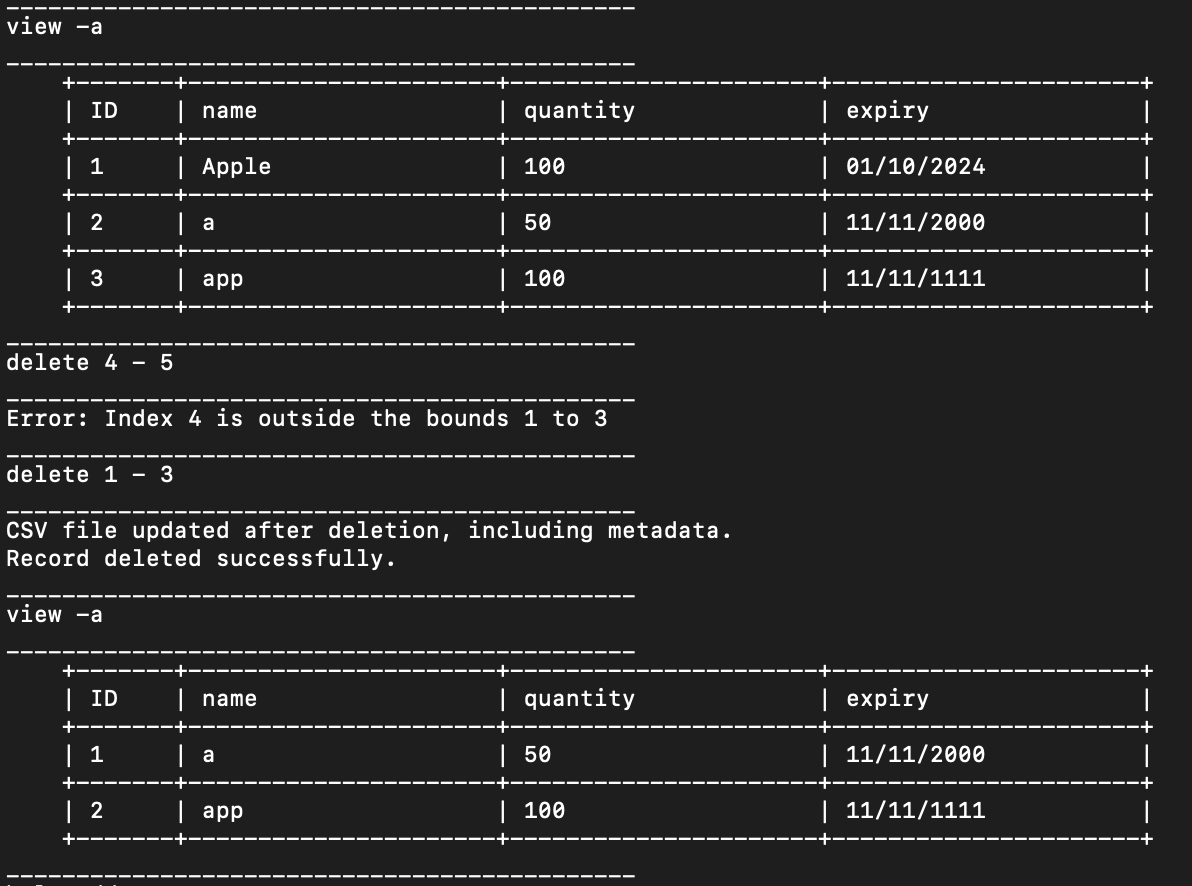 view -a
| ID | name | quantity | expiry |
| 1 | Apple | 100 | 01/10/2024 |
| 2 | a | 50 | 11/11/2000 |
| 3 | app | 100 | 11/11/1111 |
delete 4 - 5
Error: Index 4 is outside the bounds 1 to 3
delete 1 - 3
CSV file updated after deletion, including metadata.
Record deleted successfully.
view -a
| ID | name | quantity | expiry |
| 1 | a | 50 | 11/11/2000 |
| 2 | app | 100 | 11/11/1111 |